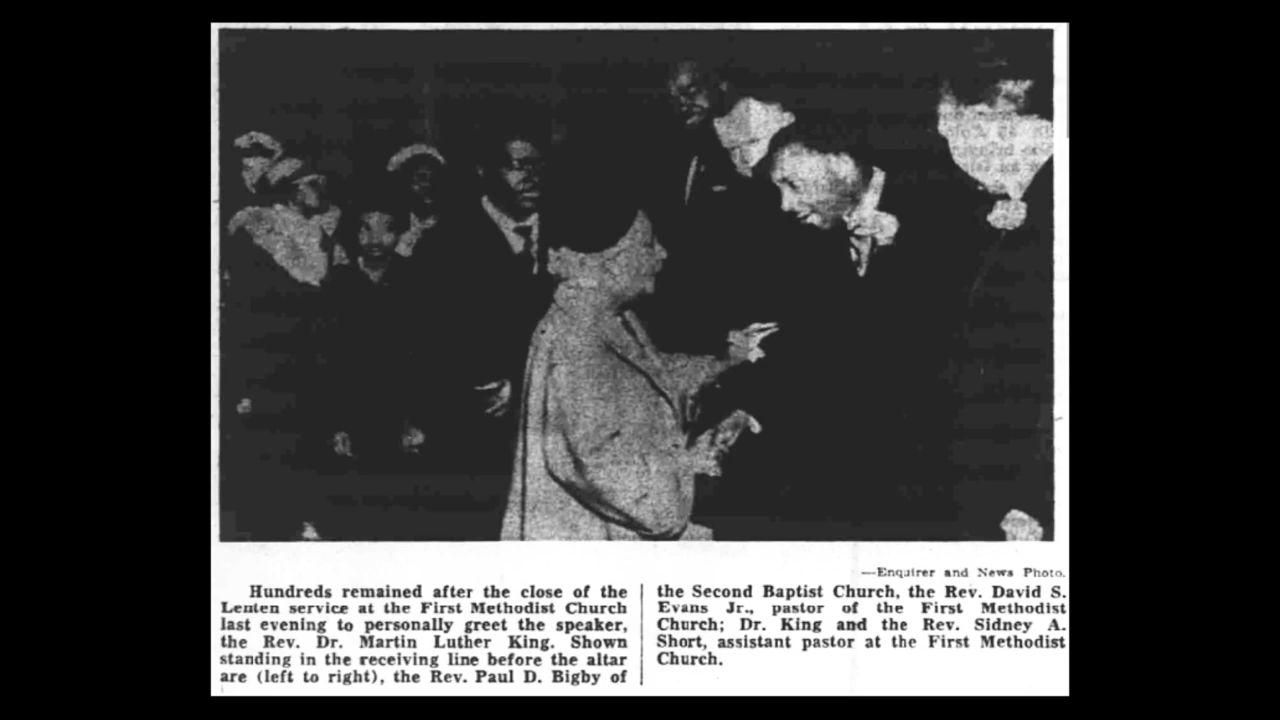 —Enquirer and News Photo.
Hundreds remained after the close of the
Lenten service at the First Methodist Church
last evening to personally greet the speaker,
the Rev. Dr. Martin Luther King. Shown
standing in the receiving line before the altar
are (left to right), the Rev. Paul D. Bigby of
the Second Baptist Church, the Rev. David S.
Evans Jr., pastor of the First Methodist
Church; Dr. King and the Rev. Sidney A.
Short, assistant pastor at the First Methodist
Church.